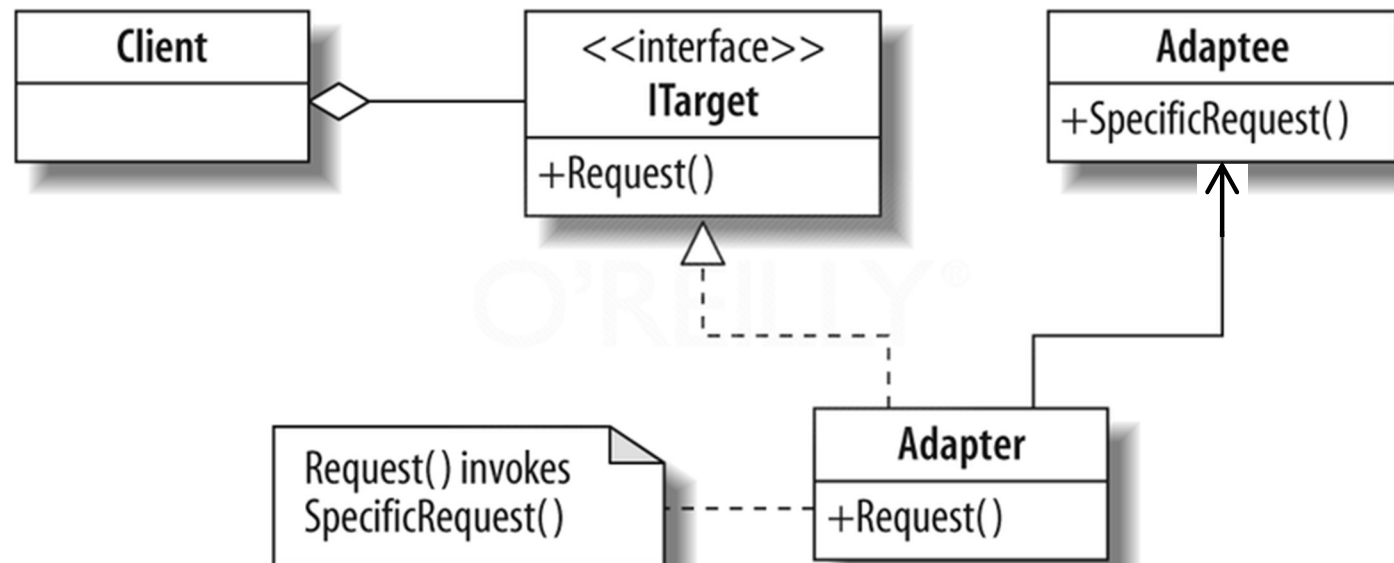 Client
<<interface>>
ITarget
+Request()
Adaptee
+SpecificRequest()
O'REILLY®
Request() invokes
SpecificRequest()
Adapter
+Request()